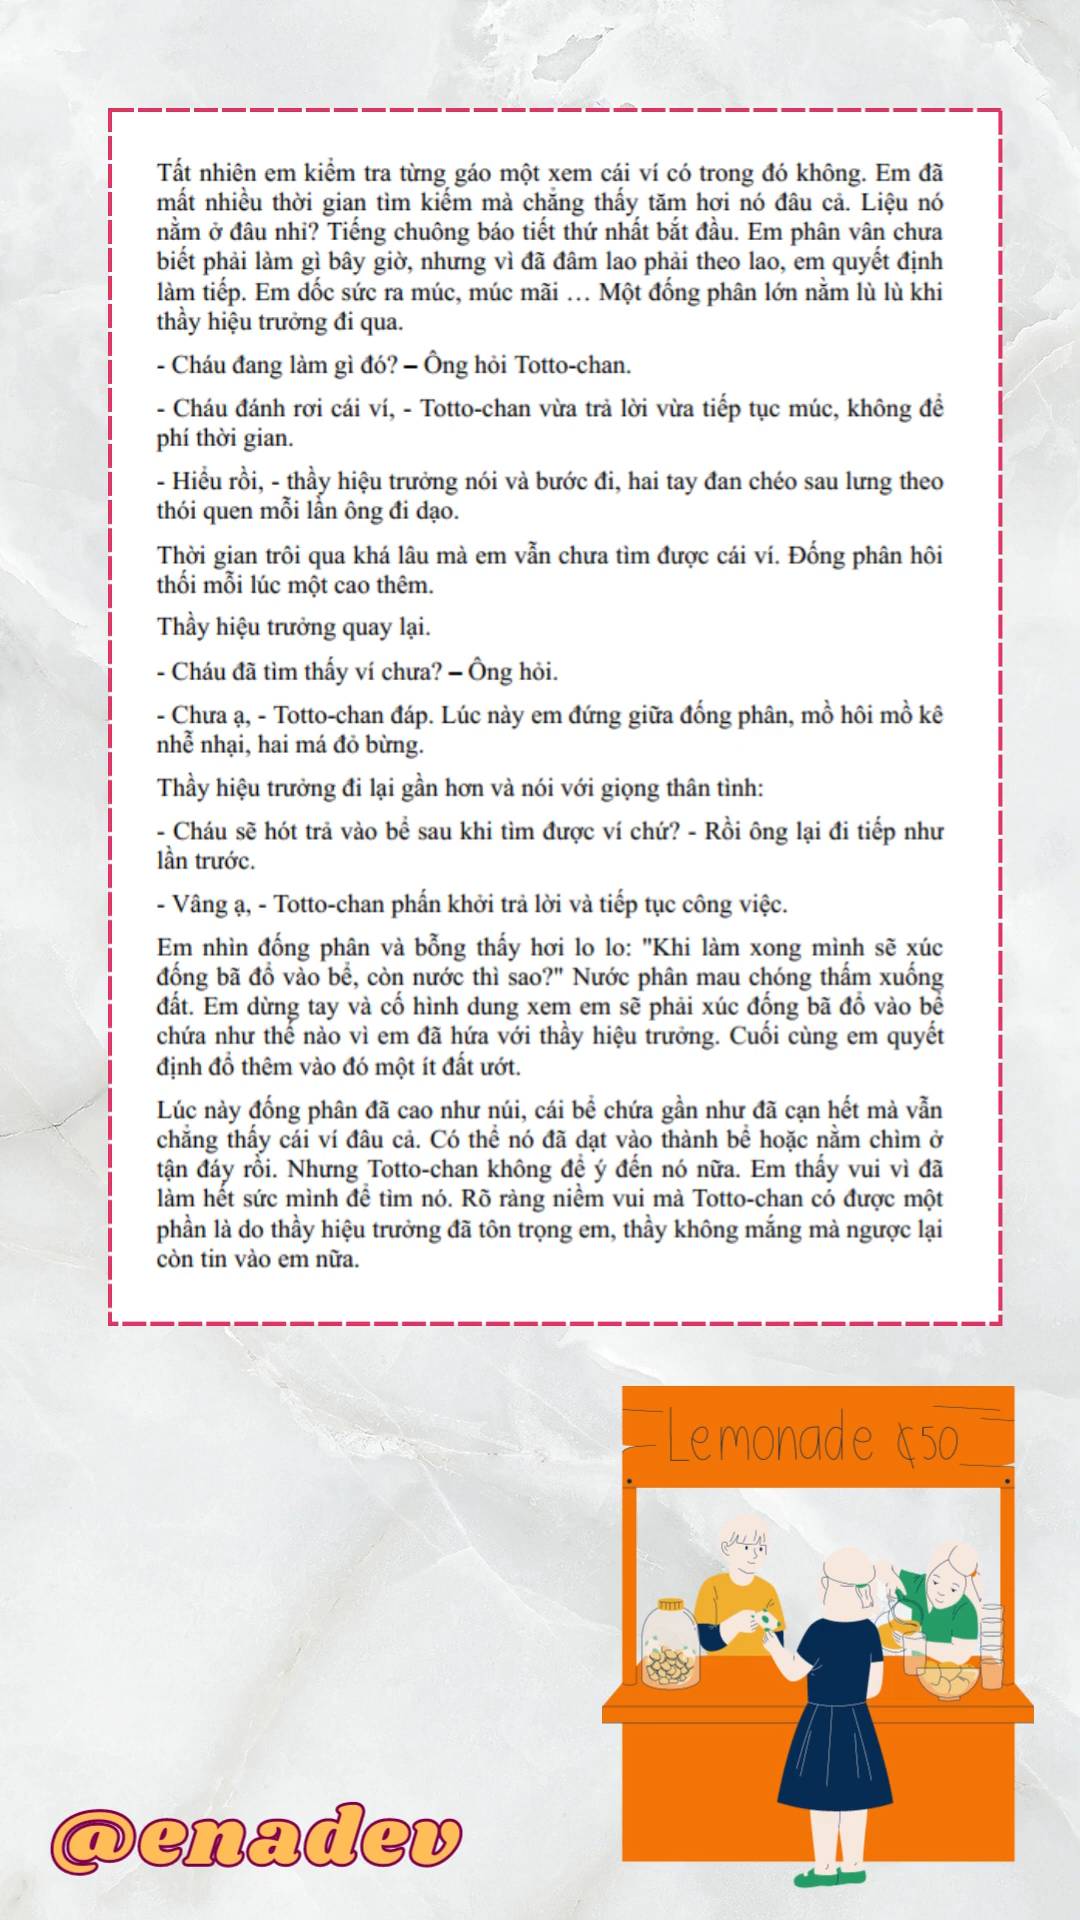 Tất nhiên em kiểm tra từng gáo một xem cái ví có trong đó không. Em đã
mất nhiều thời gian tìm kiếm mà chẳng thấy tăm hơi nó đâu cả. Liệu nó
nằm ở đâu nhỉ? Tiếng chuông báo tiết thứ nhất bắt đầu. Em phân vân chưa
biết phải làm gì bây giờ, nhưng vì đã đâm lao phải theo lao, em quyết định
làm tiếp. Em dốc sức ra múc, múc mãi … Một đống phân lớn nằm lù lù khi
thầy hiệu trưởng đi qua.
- Cháu đang làm gì đó? – Ông hỏi Totto-chan.
- Cháu đánh rơi cái ví, - Totto-chan vừa trả lời vừa tiếp tục múc, không để
phí thời gian.
- Hiểu rồi, - thầy hiệu trưởng nói và bước đi, hai tay đan chéo sau lưng theo
thói quen mỗi lần ông đi dạo.
Thời gian trôi qua khá lâu mà em vẫn chưa tìm được cái ví. Đống phân hôi
thối mỗi lúc một cao thêm.
Thầy hiệu trưởng quay lại.
- Cháu đã tìm thấy ví chưa? – Ông hỏi.
- Chưa ạ, - Totto-chan đáp. Lúc này em đứng giữa đống phân, mồ hôi mồ kê
nhễ nhại, hai má đỏ bừng.
Thầy hiệu trưởng đi lại gần hơn và nói với giọng thân tình:
- Cháu sẽ hót trả vào bể sau khi tìm được ví chứ? - Rồi ông lại đi tiếp như
lần trước.
- Vâng ạ, - Totto-chan phấn khởi trả lời và tiếp tục công việc.
Em nhìn đống phân và bỗng thấy hơi lo lo: "Khi làm xong mình sẽ xúc
đống bã đổ vào bể, còn nước thì sao?" Nước phân mau chóng thấm xuống
đất. Em dừng tay và cố hình dung xem em sẽ phải xúc đống bã đổ vào bể
chứa như thế nào vì em đã hứa với thầy hiệu trưởng. Cuối cùng em quyết
định đổ thêm vào đó một ít đất ướt.
Lúc này đống phân đã cao như núi, cái bể chứa gần như đã cạn hết mà vẫn
chẳng thấy cái ví đâu cả. Có thể nó đã dạt vào thành bể hoặc nằm chìm ở
tận đáy rồi. Nhưng Totto-chan không để ý đến nó nữa. Em thấy vui vì đã
làm hết sức mình để tìm nó. Rõ ràng niềm vui mà Totto-chan có được một
phần là do thầy hiệu trưởng đã tôn trọng em, thầy không mắng mà ngược lại
còn tin vào em nữa.
Lemonade ¢50
@enadev